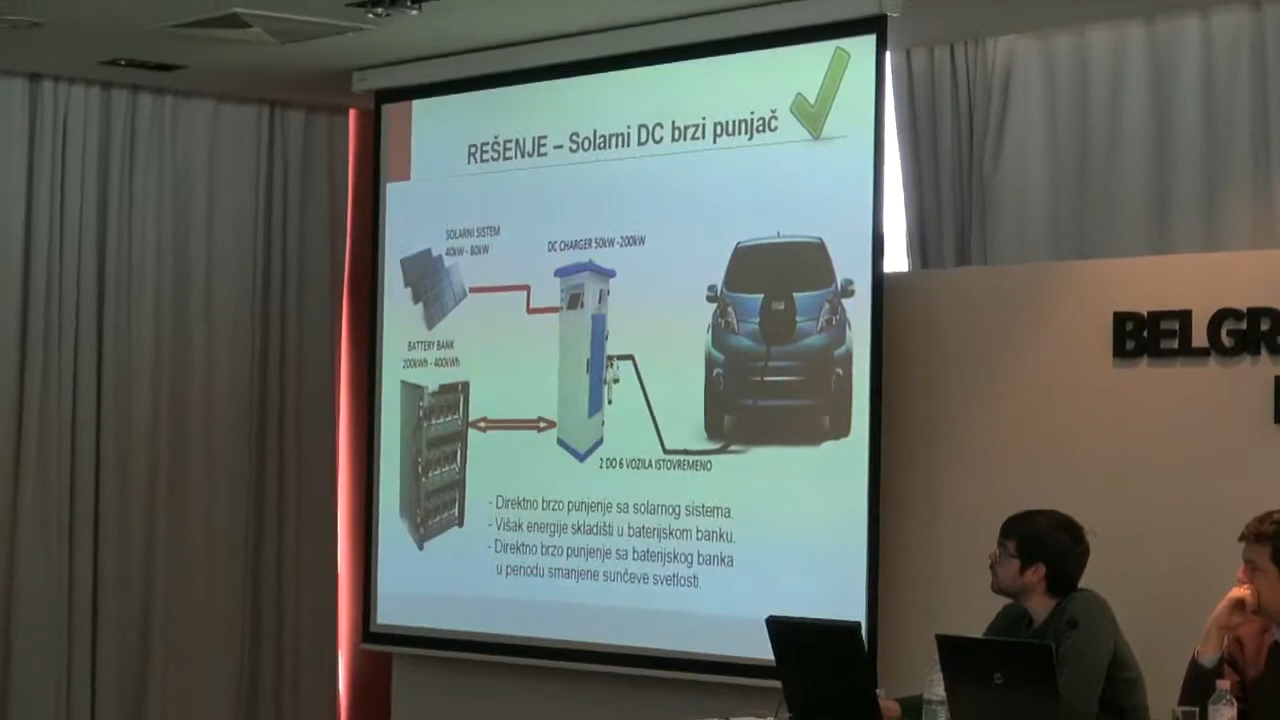 REŠENJE – Solarni DC brzi punjač
SOLARNI SISTEM
40kW - 80kW
DC CHARGER 50kW -200kW
BATTERY BANK
200kWh - 400kWh
2 DO 6 VOZILA ISTOVREMENO
- Direktno brzo punjenje sa solarnog sistema.
- Višak energije skladišti u baterijskom banku.
- Direktno brzo punjenje sa baterijskog banka
u periodu smanjene sunčeve svetlosti.
BELGR